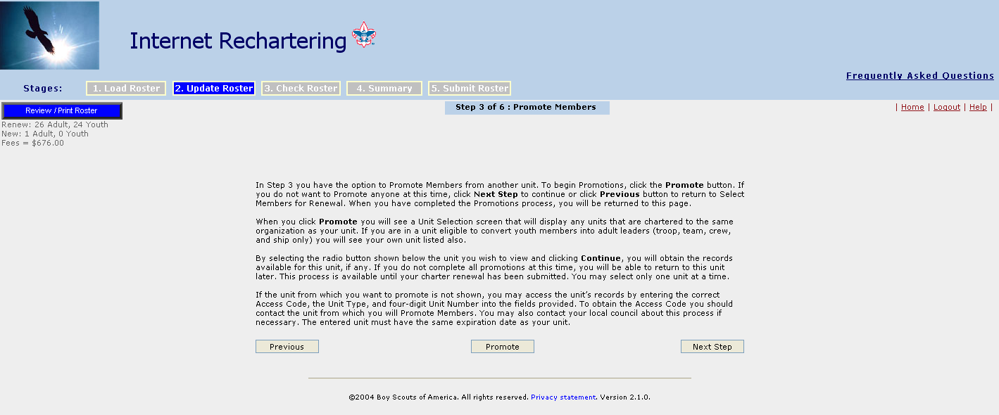 Internet Rechartering
Frequently Asked Questions
Stages: 1. Load Roster 2. Update Roster 3. Check Roster 4. Summary 5. Submit Roster
Review / Print Roster
Step 3 of 6 : Promote Members
| Home | Logout | Help |
Renew: 26 Adult, 24 Youth
New: 1 Adult, 0 Youth
Fees = $676.00
In Step 3 you have the option to Promote Members from another unit. To begin Promotions, click the Promote button. If
you do not want to Promote anyone at this time, click Next Step to continue or click Previous button to return to Select
Members for Renewal. When you have completed the Promotions process, you will be returned to this page.
When you click Promote you will see a Unit Selection screen that will display any units that are chartered to the same
organization as your unit. If you are in a unit eligible to convert youth members into adult leaders (troop, team, crew,
and ship only) you will see your own unit listed also.
By selecting the radio button shown below the unit you wish to view and clicking Continue, you will obtain the records
available for this unit, if any. If you do not complete all promotions at this time, you will be able to return to this unit
later. This process is available until your charter renewal has been submitted. You may select only one unit at a time.
If the unit from which you want to promote is not shown, you may access the unit's records by entering the correct
Access Code, the Unit Type, and four-digit Unit Number into the fields provided. To obtain the Access Code you should
contact the unit from which you will Promote Members. You may also contact your local council about this process if
necessary. The entered unit must have the same expiration date as your unit.
Previous Promote Next Step
©2004 Boy Scouts of America. All rights reserved. Privacy statement. Version 2.1.0.